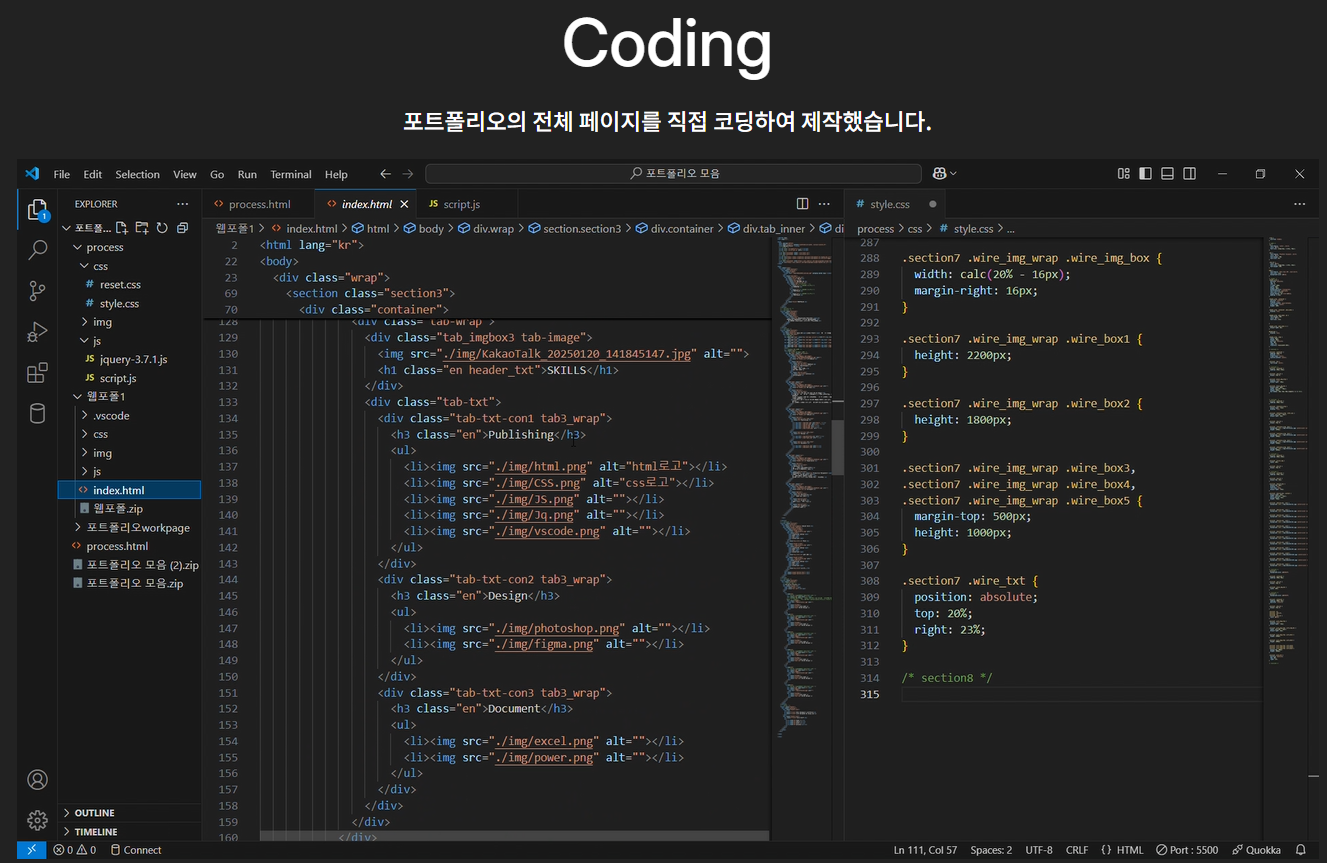 Coding
포트폴리오의 전체 페이지를 직접 코딩하여 제작했습니다.
File Edit Selection View Go Run Terminal Help
포트폴리오 모음
EXPLORER
포트폴...
process
css
# reset.css
# style.css
img
js
JS jquery-3.7.1.js
JS script.js
웹포폴1
.vscode
css
img
js
<> index.html
웹포폴.zip
포트폴리오workpage
<> process.html
포트폴리오 모음 (2).zip
포트폴리오 모음.zip
OUTLINE
TIMELINE
1
<> process.html
<> index.html
JS script.js
웹포폴1 > <> index.html > html > body > div.wrap > section.section3 > div.container > div.tab_inner > di
2 <html lang="kr">
22 <body>
23 <div class="wrap">
69 <section class="section3">
70 <div class="container">
128 <div class="tab-wrap">
129 <div class="tab_imgbox3 tab-image">
130 <img src="./img/KakaoTalk_20250120_141845147.jpg" alt="">
131 <h1 class="en header_txt">SKILLS</h1>
132 </div>
133 <div class="tab-txt">
134 <div class="tab-txt-con1 tab3_wrap">
135 <h3 class="en">Publishing</h3>
136 <ul>
137 <li><img src="./img/html.png" alt="html로고"></li>
138 <li><img src="./img/CSS.png" alt="css로고"></li>
139 <li><img src="./img/JS.png" alt=""></li>
140 <li><img src="./img/Jq.png" alt=""></li>
141 <li><img src="./img/vscode.png" alt=""></li>
142 </ul>
143 </div>
144 <div class="tab-txt-con2 tab3_wrap">
145 <h3 class="en">Design</h3>
146 <ul>
147 <li><img src="./img/photoshop.png" alt=""></li>
148 <li><img src="./img/figma.png" alt=""></li>
149 </ul>
150 </div>
151 <div class="tab-txt-con3 tab3_wrap">
152 <h3 class="en">Document</h3>
153 <ul>
154 <li><img src="./img/excel.png" alt=""></li>
155 <li><img src="./img/power.png" alt=""></li>
156 </ul>
157 </div>
158 </div>
159 </div>
160 </div>
# style.css
process > css > # style.css > ...
287
288 .section7 .wire_img_wrap .wire_img_box {
289 width: calc(20% - 16px);
290 margin-right: 16px;
291 }
292
293 .section7 .wire_img_wrap .wire_box1 {
294 height: 2200px;
295 }
296
297 .section7 .wire_img_wrap .wire_box2 {
298 height: 1800px;
299 }
300
301 .section7 .wire_img_wrap .wire_box3,
302 .section7 .wire_img_wrap .wire_box4,
303 .section7 .wire_img_wrap .wire_box5 {
304 margin-top: 500px;
305 height: 1000px;
306 }
307
308 .section7 .wire_txt {
309 position: absolute;
310 top: 20%;
311 right: 23%;
312 }
313
314 /* section8 */
315
0 0 Connect
Ln 111, Col 57 Spaces: 2 UTF-8 CRLF {} HTML Port : 5500 Quokka